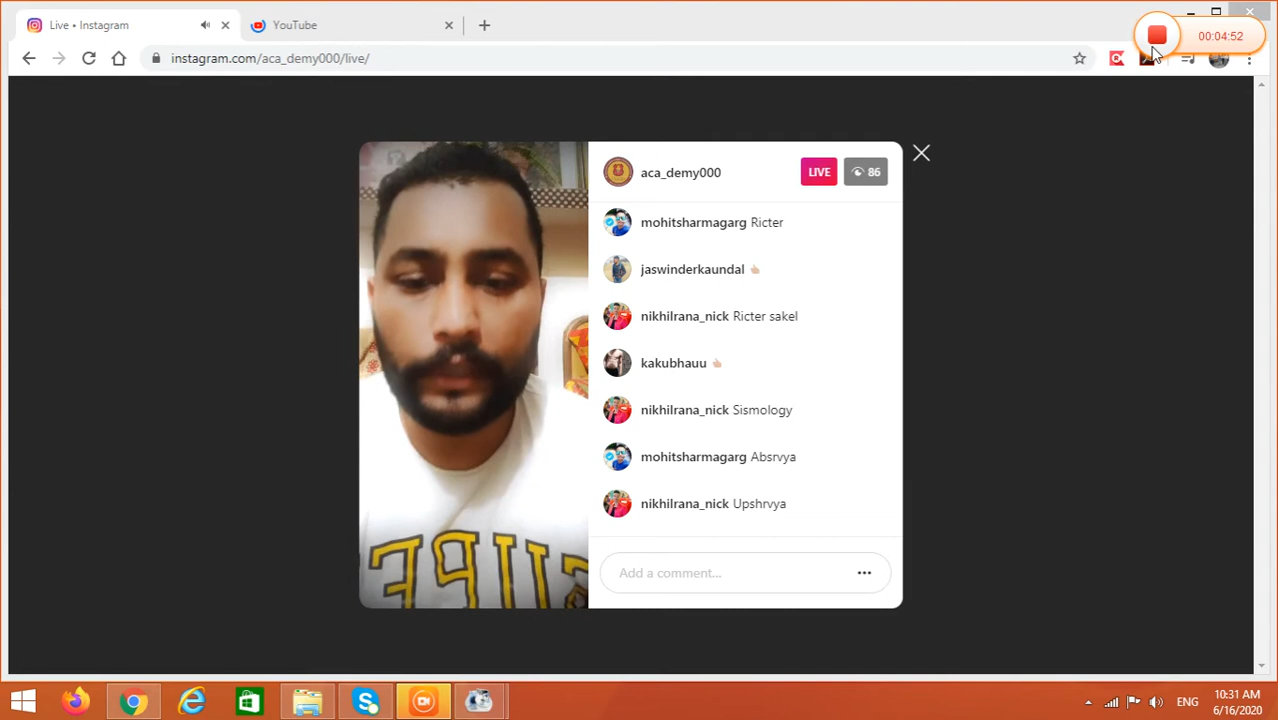 Live • Instagram
YouTube
00:04:52
instagram.com/aca_demy000/live/
aca_demy000
LIVE
86
mohitsharmagarg Ricter
jaswinderkaundal
nikhilrana_nick Ricter sakel
kakubhauu
nikhilrana_nick Sismology
mohitsharmagarg Absrvya
nikhilrana_nick Upshrvya
Add a comment...
ENG
10:31 AM
6/16/2020